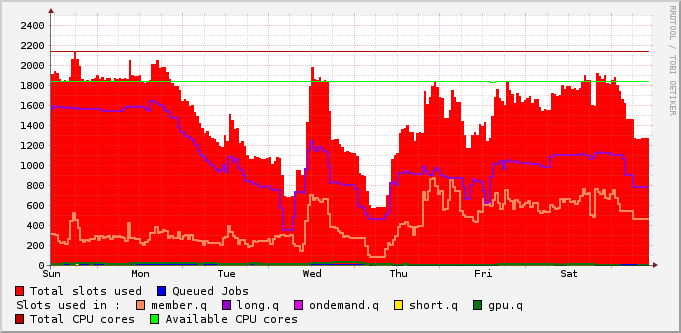 RRDTOOL / TOBI OETIKER
2400
2200
2000
1800
1600
1400
1200
1000
800
600
400
200
0
Sun Mon Tue Wed Thu Fri Sat
Total slots used Queued Jobs
Slots used in : member.q long.q ondemand.q short.q gpu.q
Total CPU cores Available CPU cores